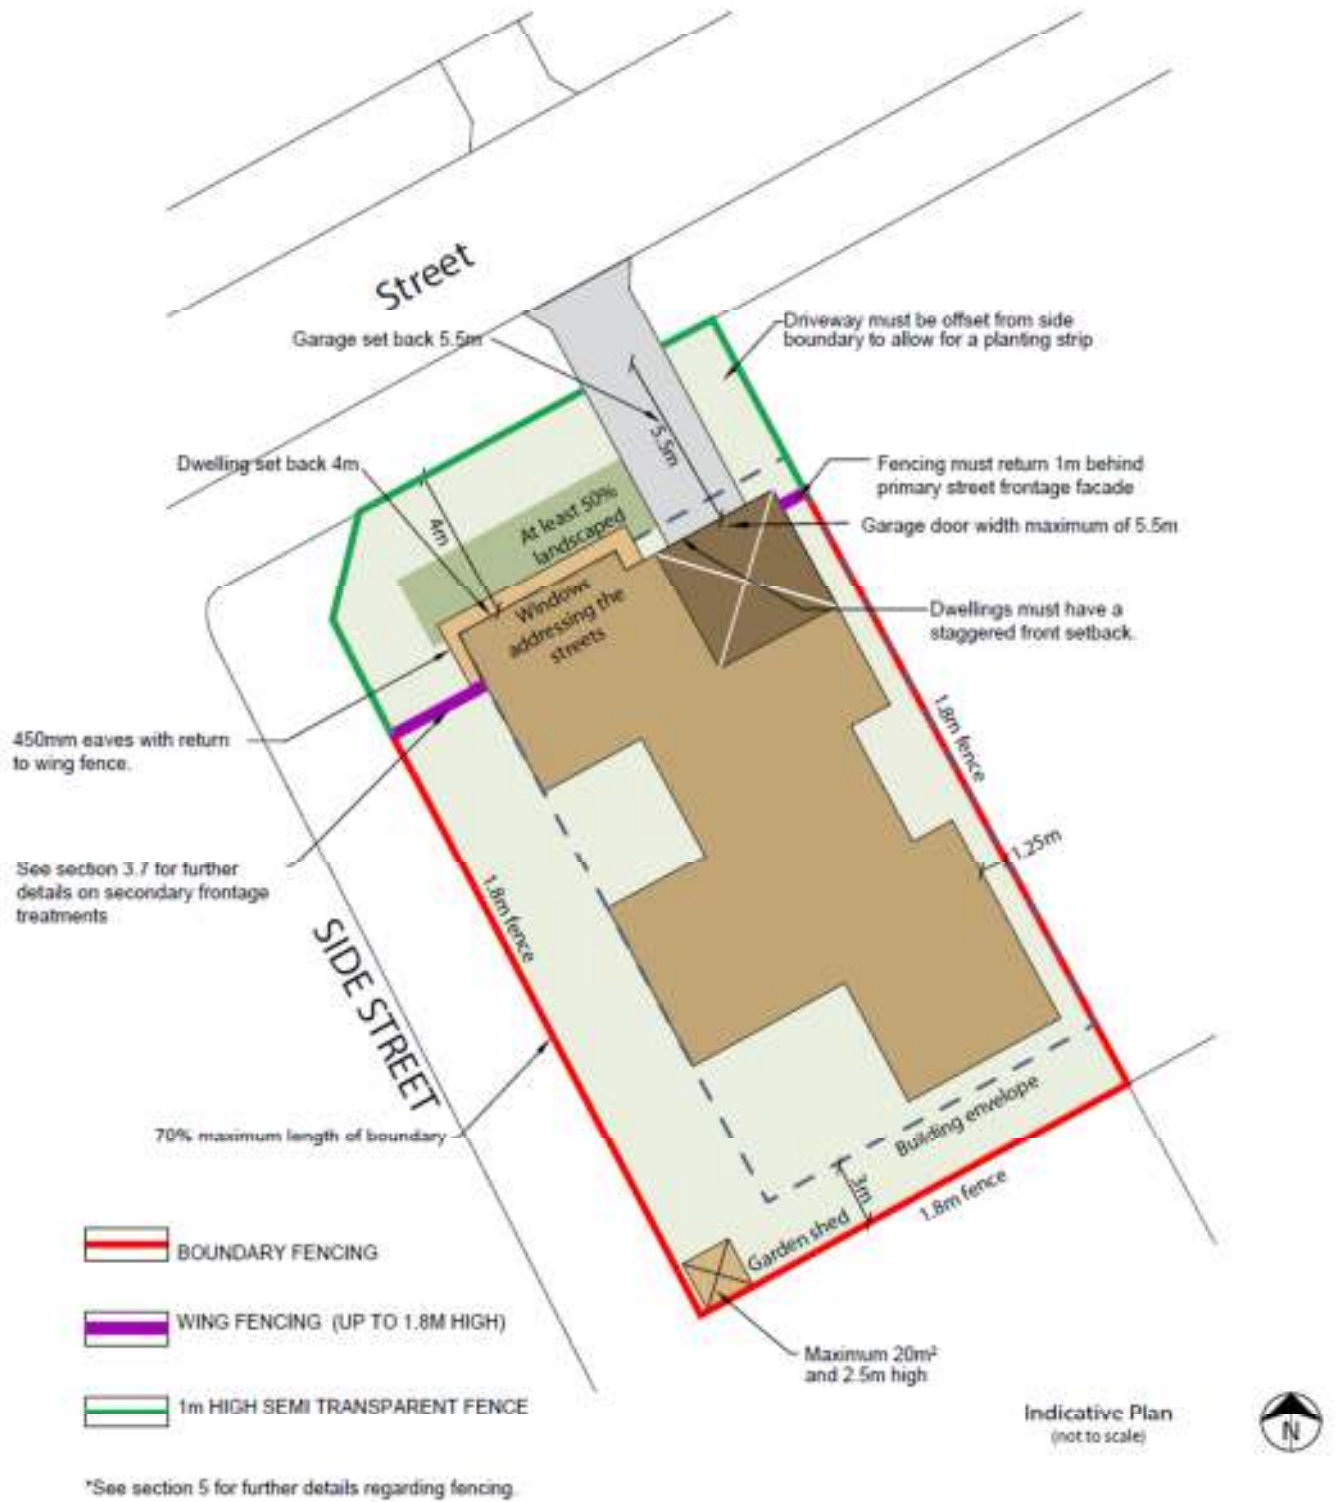 Street
Garage set back 5.5m
Driveway must be offset from side
boundary to allow for a planting strip
5.5m
Dwelling set back 4m
4m
Fencing must return 1m behind
primary street frontage facade
At least 50%
landscaped
Garage door width maximum of 5.5m
Windows
addressing the
streets
Dwellings must have a
staggered front setback.
450mm eaves with return
to wing fence.
1.8m fence
See section 3.7 for further
details on secondary frontage
treatments
1.25m
1.8m fence
SIDE STREET
70% maximum length of boundary
Building envelope
3m
1.8m fence
Garden shed
BOUNDARY FENCING
WING FENCING (UP TO 1.8M HIGH)
Maximum 20m²
and 2.5m high
1m HIGH SEMI TRANSPARENT FENCE
Indicative Plan
(not to scale)
N
*See section 5 for further details regarding fencing.